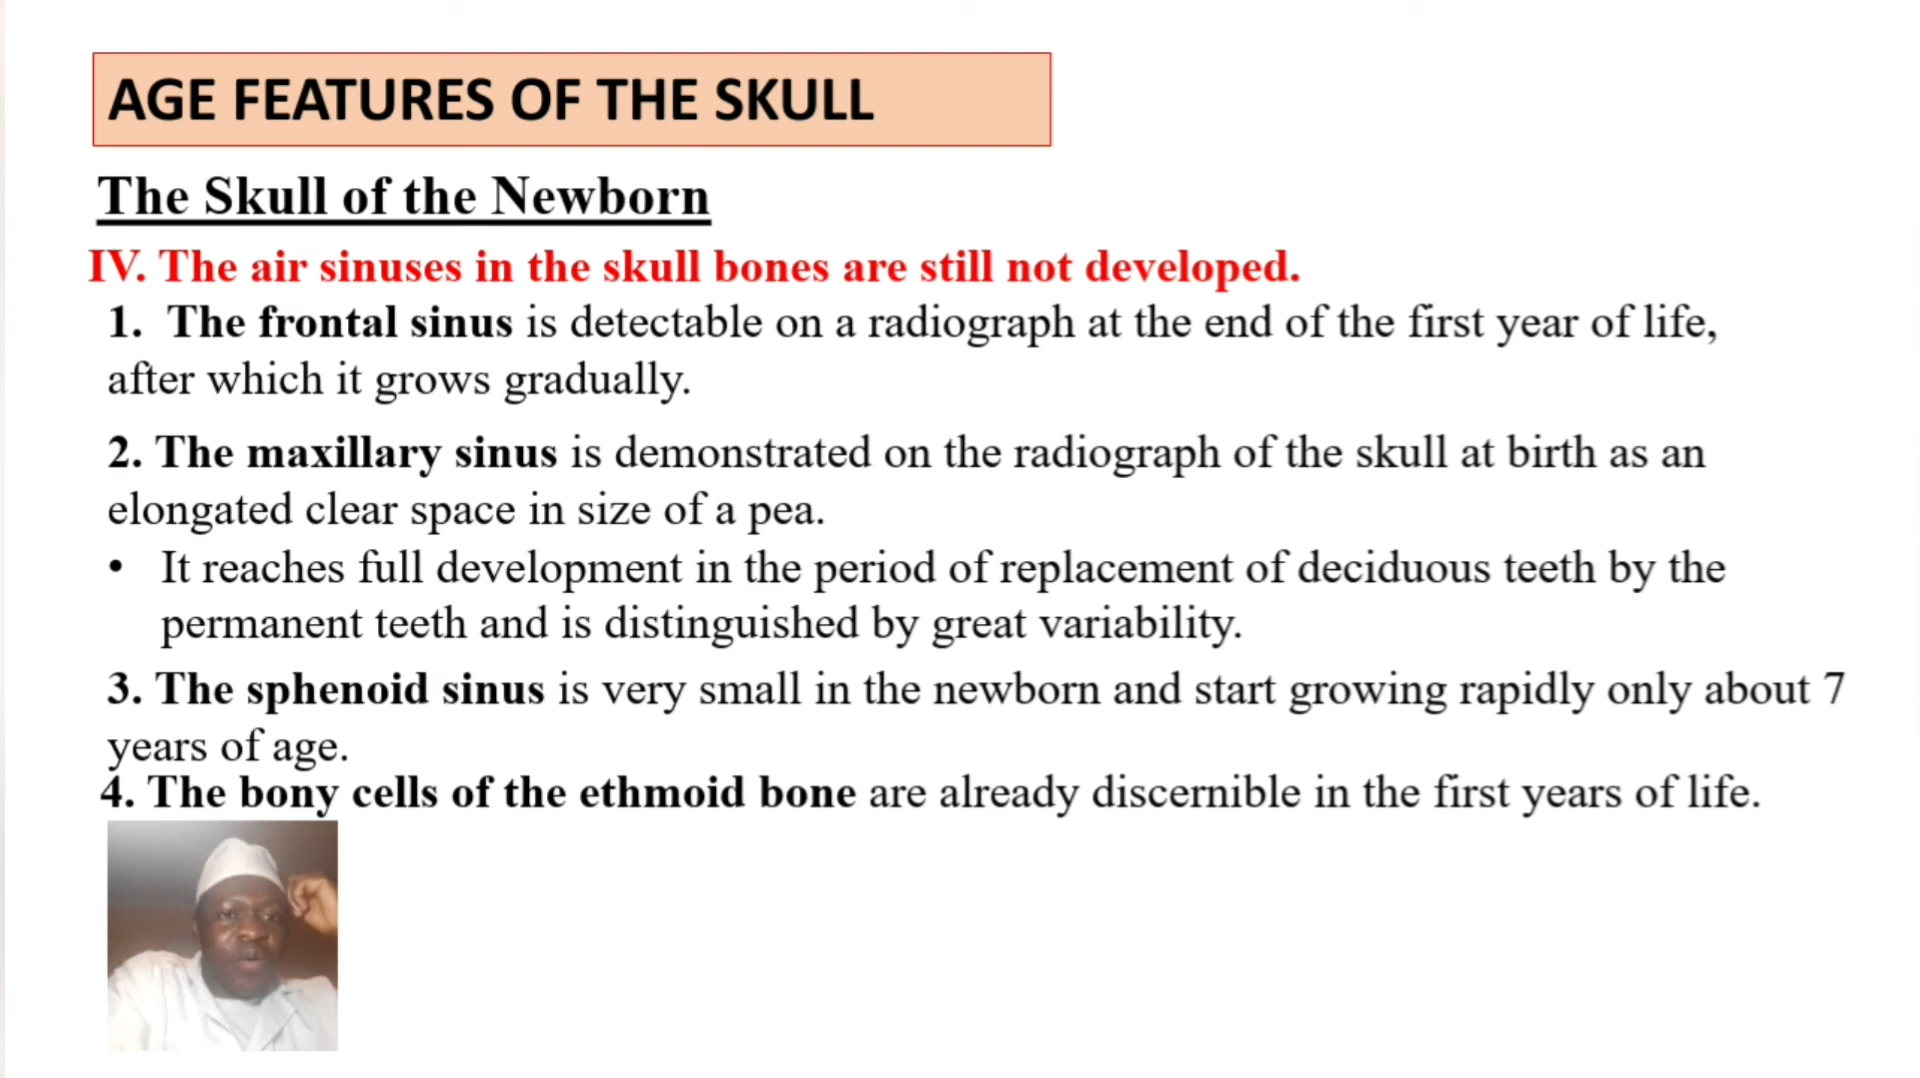 AGE FEATURES OF THE SKULL
The Skull of the Newborn
IV. The air sinuses in the skull bones are still not developed.
1. The frontal sinus is detectable on a radiograph at the end of the first year of life,
after which it grows gradually.
2. The maxillary sinus is demonstrated on the radiograph of the skull at birth as an
elongated clear space in size of a pea.
• It reaches full development in the period of replacement of deciduous teeth by the
permanent teeth and is distinguished by great variability.
3. The sphenoid sinus is very small in the newborn and start growing rapidly only about 7
years of age.
4. The bony cells of the ethmoid bone are already discernible in the first years of life.